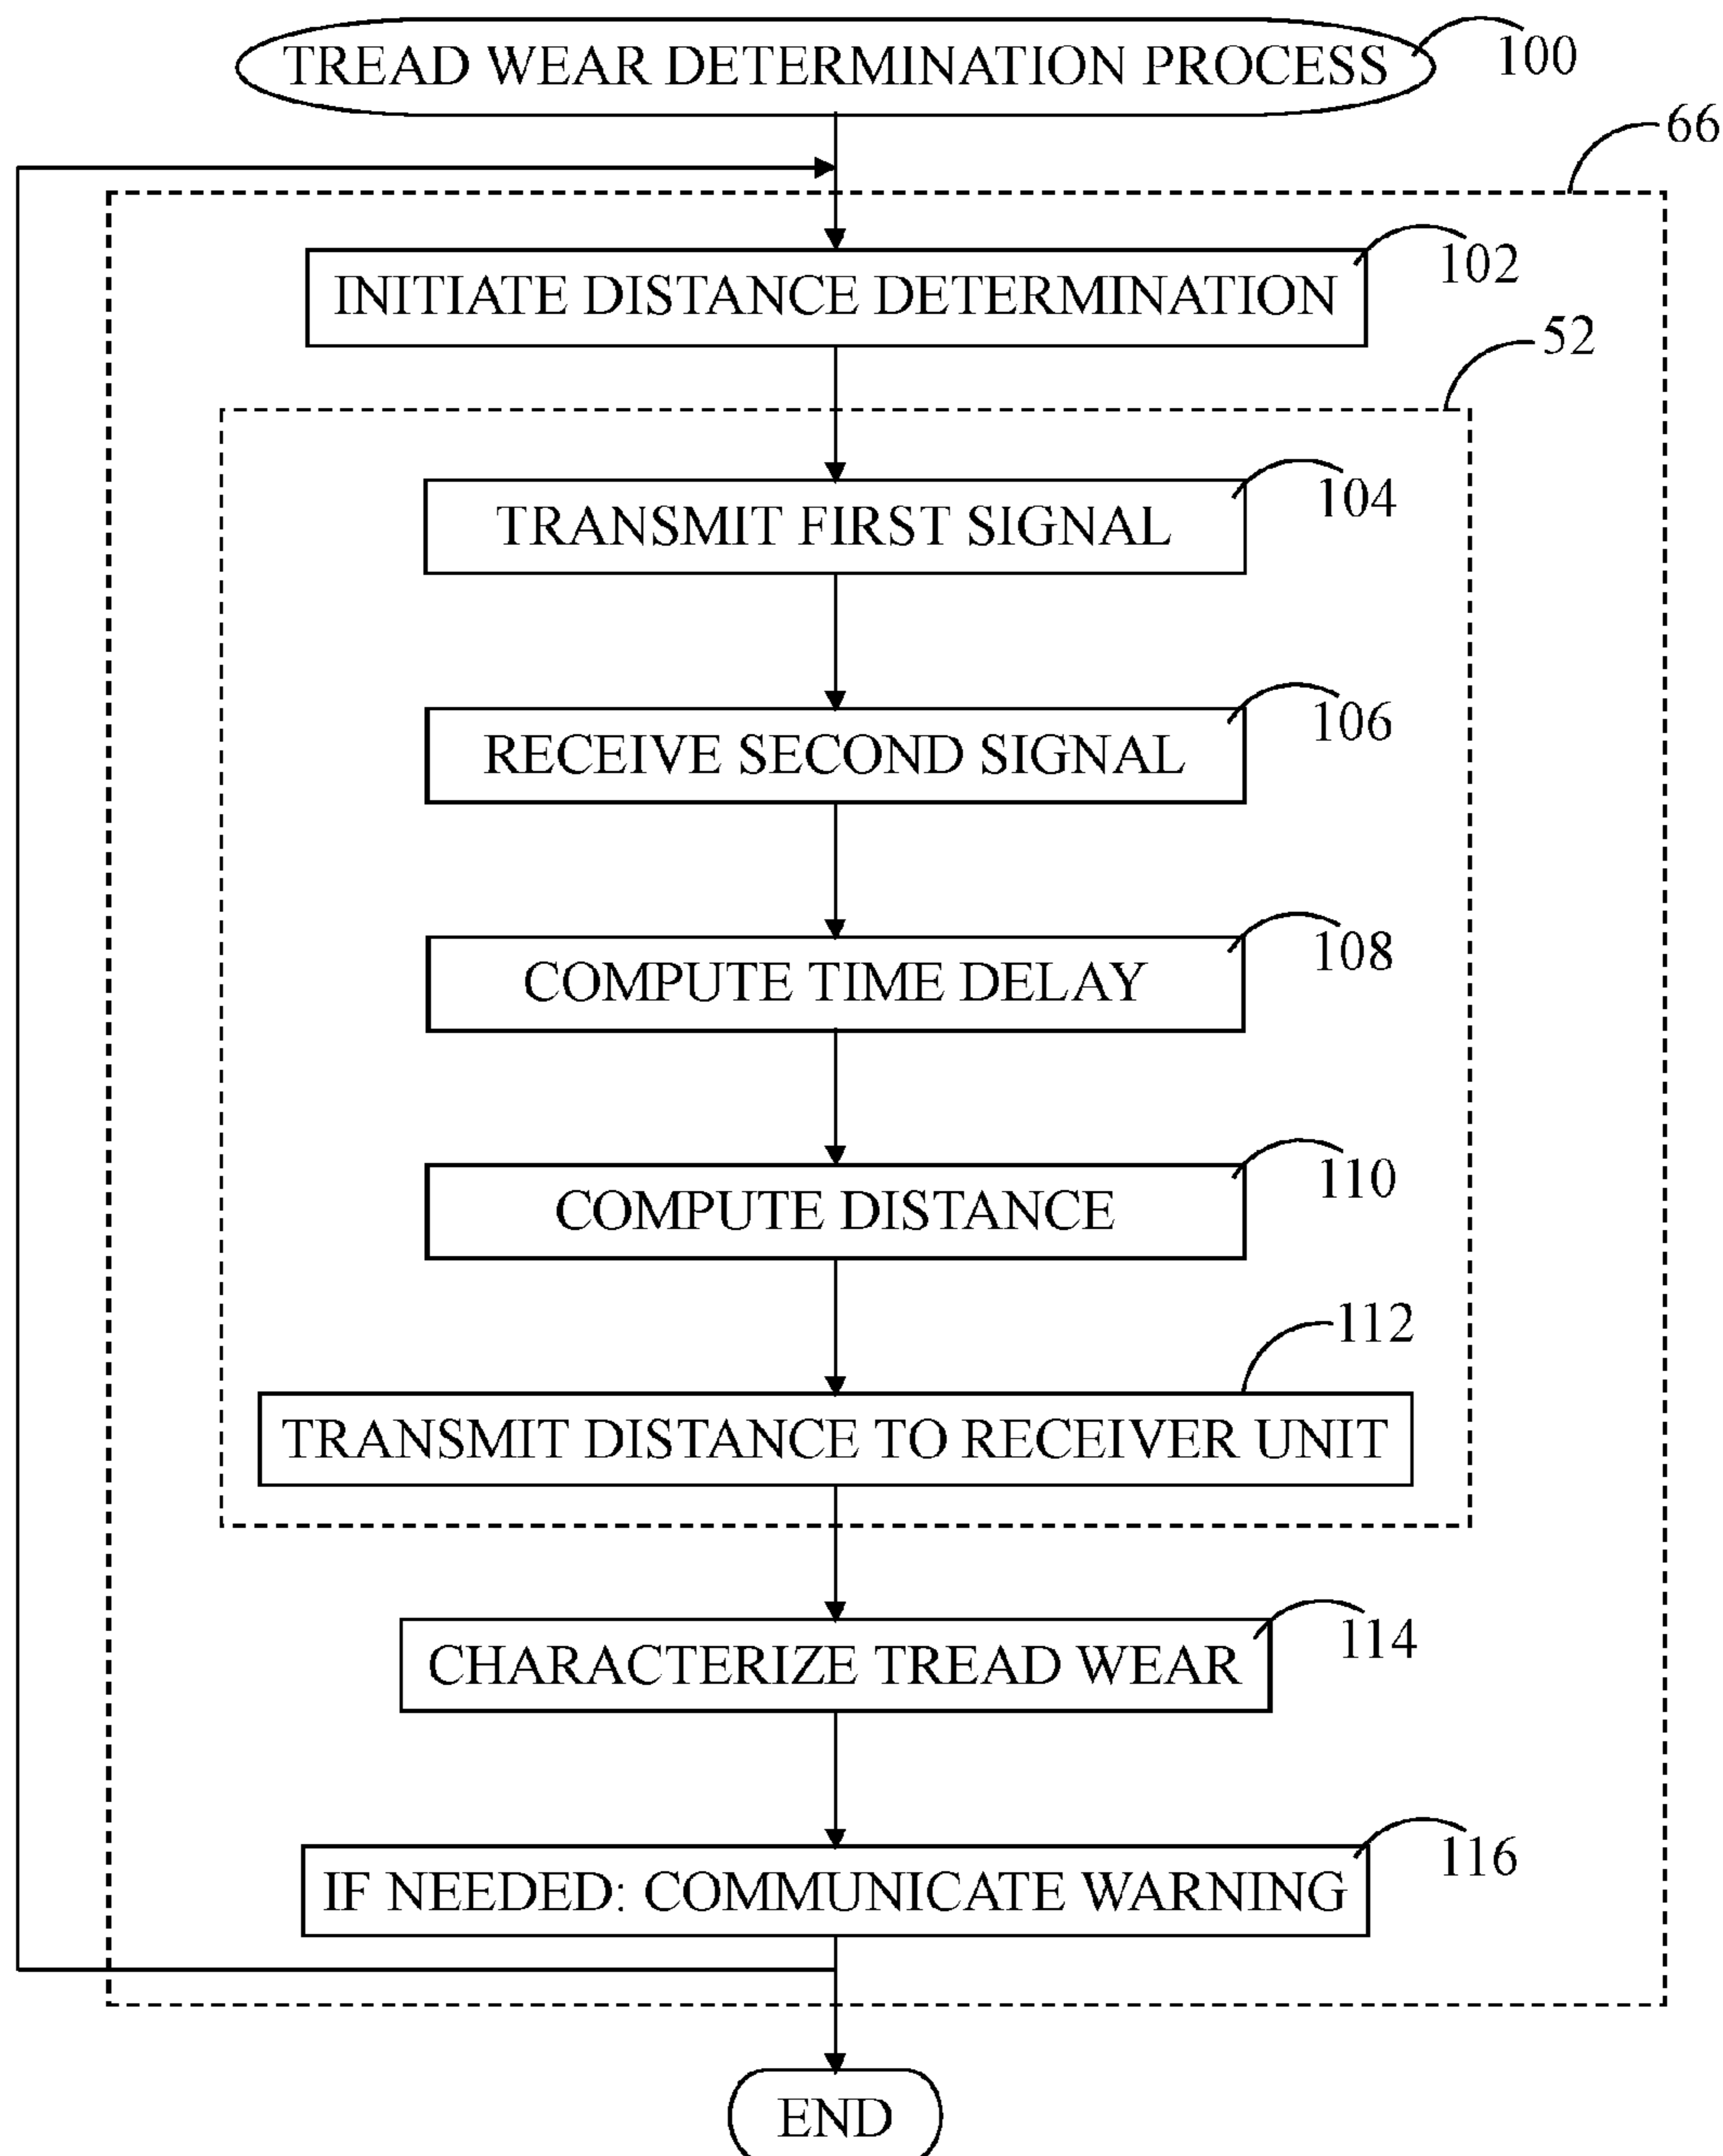 TREAD WEAR DETERMINATION PROCESS
100
66
INITIATE DISTANCE DETERMINATION
102
52
TRANSMIT FIRST SIGNAL
104
RECEIVE SECOND SIGNAL
106
COMPUTE TIME DELAY
108
COMPUTE DISTANCE
110
112
TRANSMIT DISTANCE TO RECEIVER UNIT
CHARACTERIZE TREAD WEAR
114
IF NEEDED: COMMUNICATE WARNING
116
END